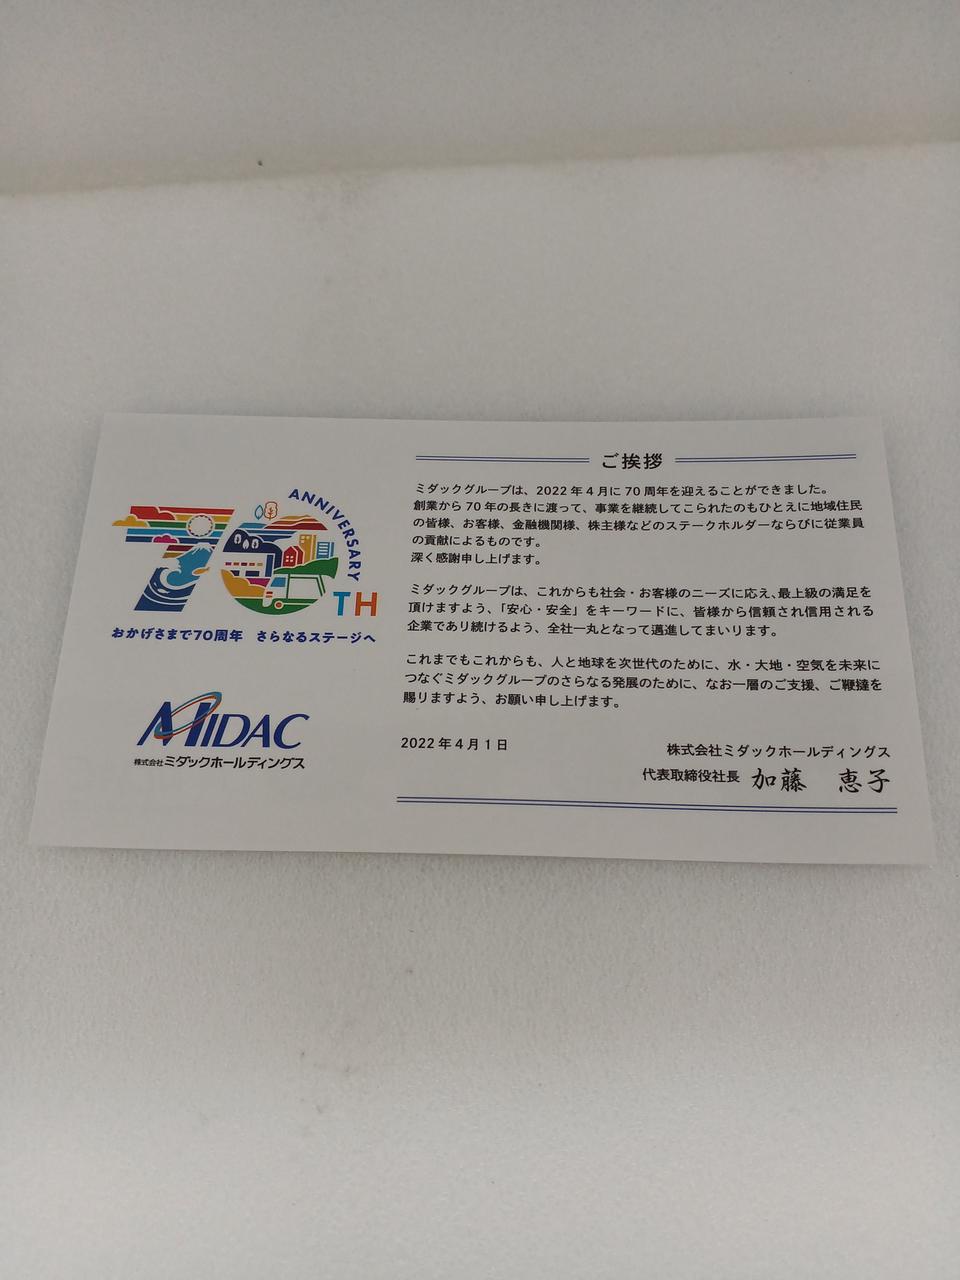 ANNIVERSARY
70
TH
おかげさまで70周年 さらなるステージへ
MIDAC
株式会社ミダックホールディングス
ご挨拶
ミダックグループは、2022年4月に70周年を迎えることができました。
創業から70年の長きに渡って、事業を継続してこられたのもひとえに地域住民
の皆様、お客様、金融機関様、株主様などのステークホルダーならびに従業員
の貢献によるものです。
深く感謝申し上げます。
ミダックグループは、これからも社会・お客様のニーズに応え、最上級の満足を
頂けますよう、「安心・安全」をキーワードに、皆様から信頼され信用される
企業であり続けるよう、全社一丸となって邁進してまいります。
これまでもこれからも、人と地球を次世代のために、水・大地・空気を未来に
つなぐミダックグループのさらなる発展のために、なお一層のご支援、ご鞭撻を
賜りますよう、お願い申し上げます。
2022年4月1日
株式会社ミダックホールディングス
代表取締役社長 加藤 恵子